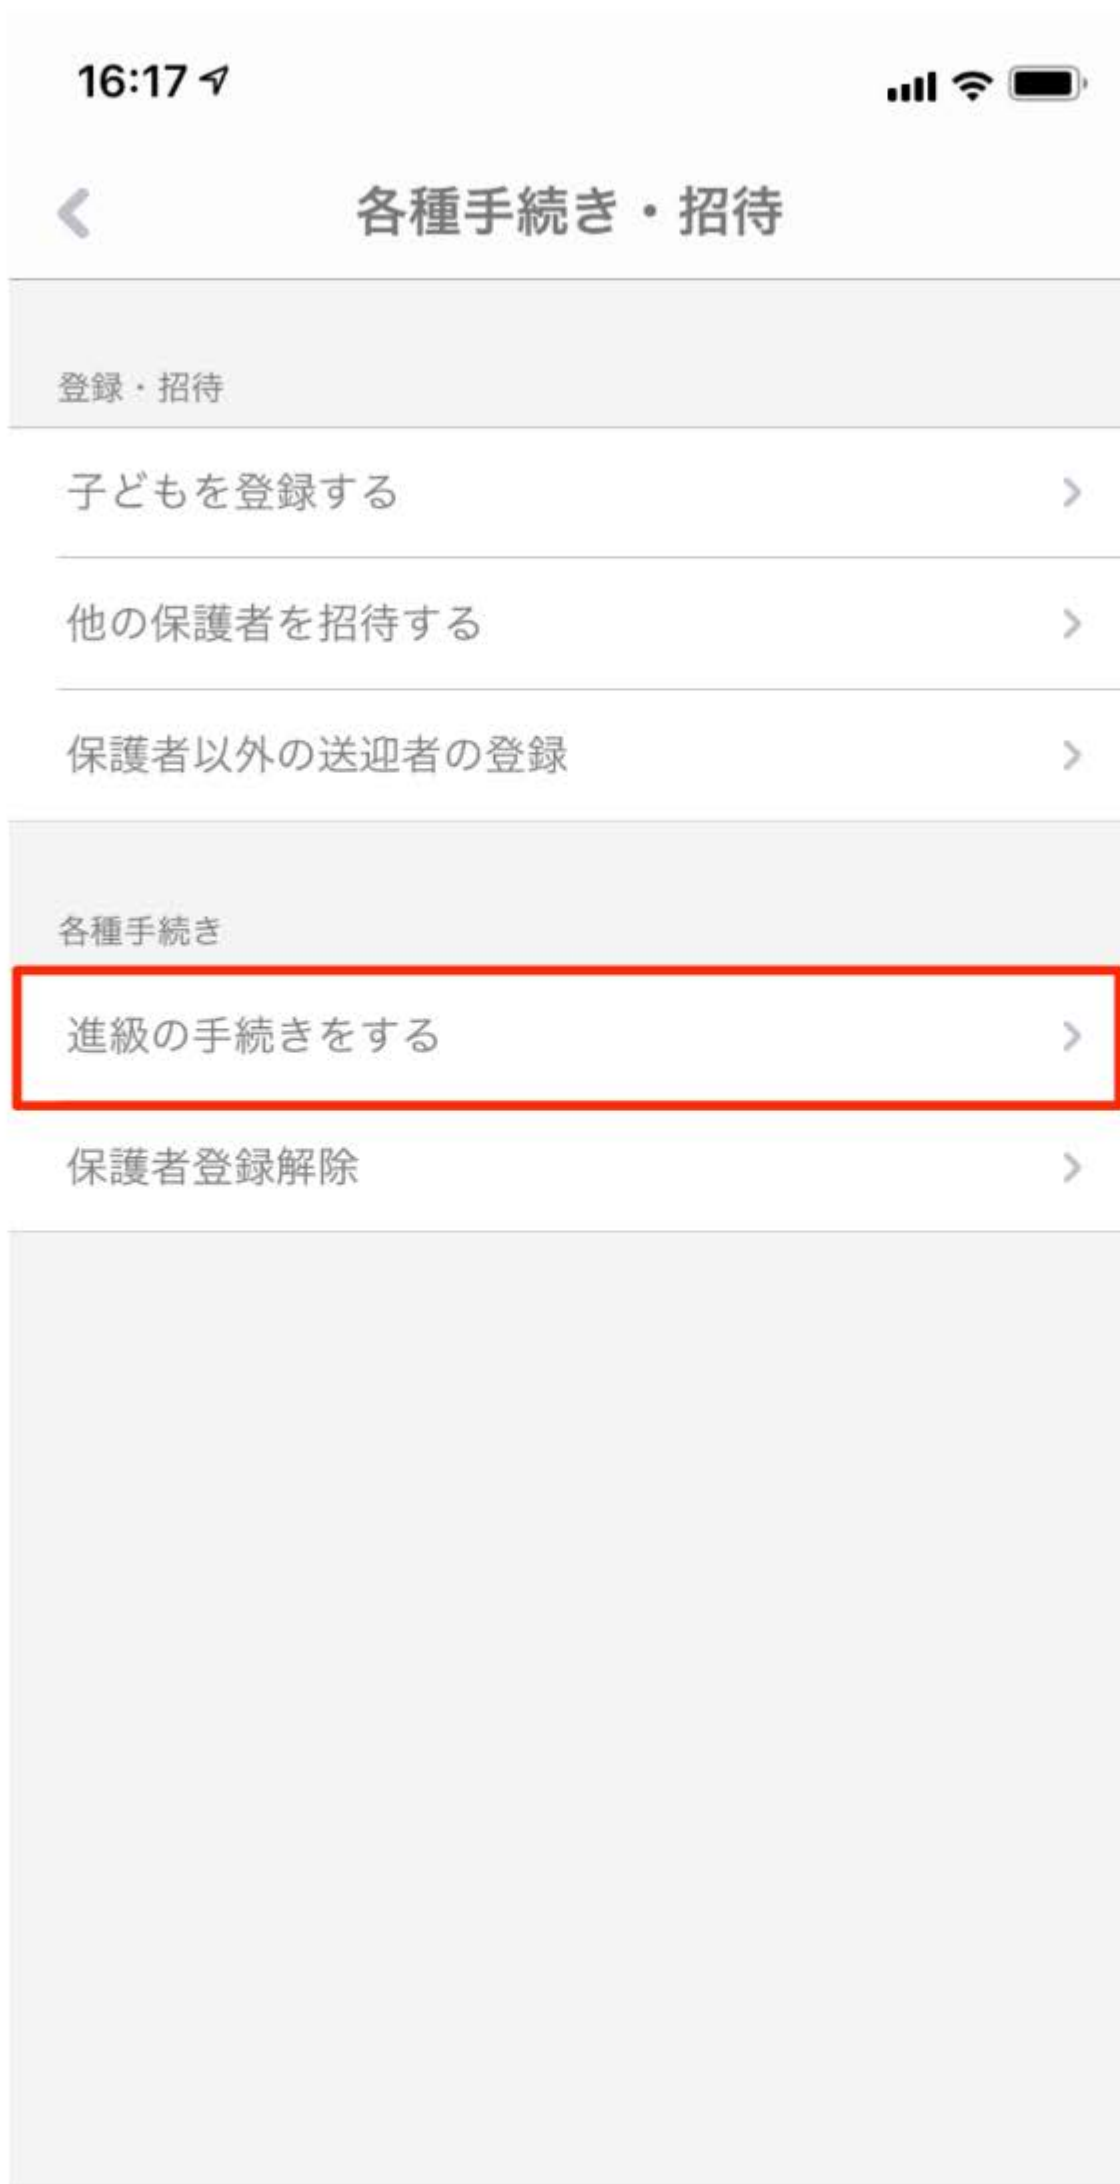 16:17
各種手続き・招待
登録・招待
子どもを登録する
他の保護者を招待する
保護者以外の送迎者の登録
各種手続き
進級の手続きをする
保護者登録解除